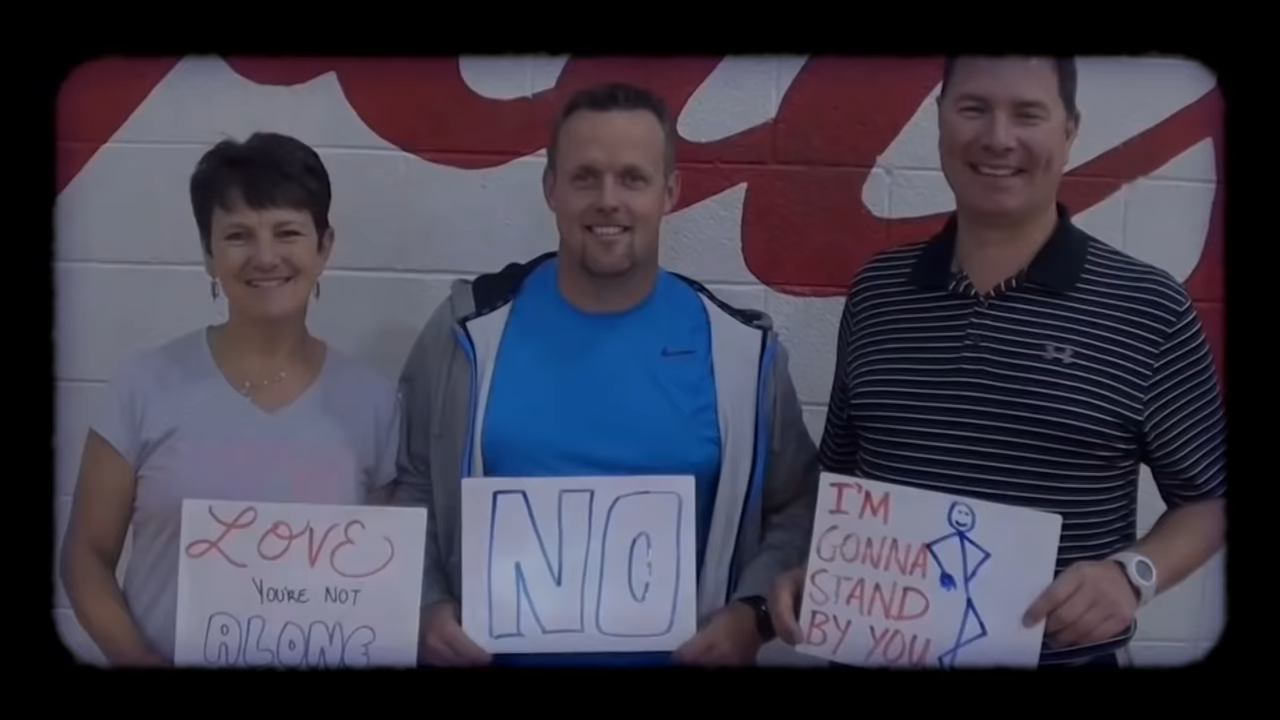 LOVE
YOU'RE NOT
ALONE
NO
I'M
GONNA
STAND
BY YOU